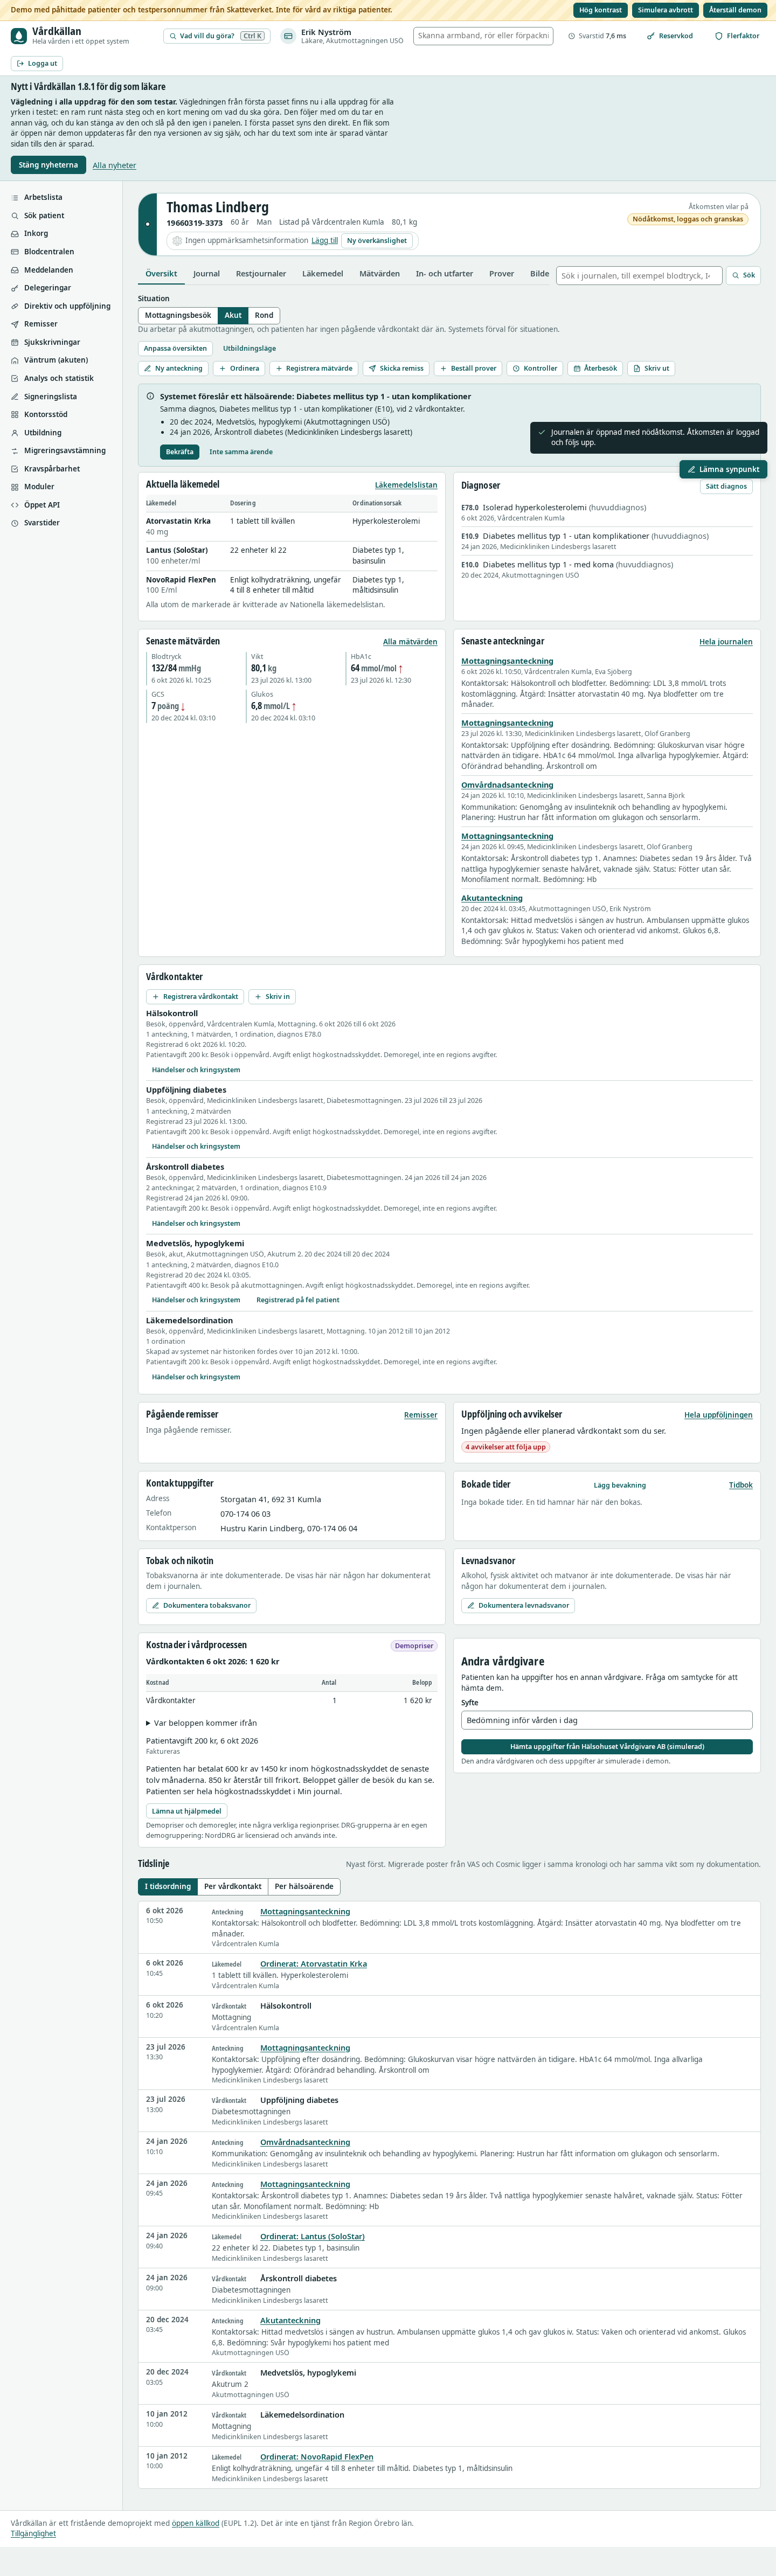 Demo med påhittade patienter och testpersonnummer från Skatteverket. Inte för vård av riktiga patienter.
Hög kontrast
Simulera avbrott
Återställ demon
Vårdkällan
Hela vården i ett öppet system
Vad vill du göra? Ctrl K
Erik Nyström
Läkare, Akutmottagningen USÖ
Skanna armband, rör eller förpackni
Svarstid 7,6 ms
Reservkod
Flerfaktor
Logga ut
Nytt i Vårdkällan 1.8.1 för dig som läkare
Vägledning i alla uppdrag för den som testar. Vägledningen från första passet finns nu i alla uppdrag för alla
yrken i testet: en ram runt nästa steg som lugnt byter färg och en kort mening om vad du ska göra. Den följer med om du tar en
annan väg, och du kan stänga av den och slå på den igen i panelen. I första passet syns den direkt. En flik som
är öppen när demon uppdateras får den nya versionen av sig själv, och har du text som inte är sparad väntar
sidan tills den är sparad.
Stäng nyheterna
Alla nyheter
Arbetslista
Sök patient
Inkorg
Blodcentralen
Meddelanden
Delegeringar
Direktiv och uppföljning
Remisser
Sjukskrivningar
Väntrum (akuten)
Analys och statistik
Signeringslista
Kontorsstöd
Utbildning
Migreringsavstämning
Kravspårbarhet
Moduler
Öppet API
Svarstider
Thomas Lindberg
19660319-3373 60 år Man Listad på Vårdcentralen Kumla 80,1 kg
Ingen uppmärksamhetsinformation Lägg till Ny överkänslighet
Åtkomsten vilar på
Nödåtkomst, loggas och granskas
Översikt Journal Restjournaler Läkemedel Mätvärden In- och utfarter Prover Bilde
Sök i journalen, till exempel blodtryck, I
Sök
Situation
Mottagningsbesök Akut Rond
Du arbetar på akutmottagningen, och patienten har ingen pågående vårdkontakt där än. Systemets förval för situationen.
Anpassa översikten Utbildningsläge
Ny anteckning Ordinera Registrera mätvärde Skicka remiss Beställ prover Kontroller Återbesök Skriv ut
Systemet föreslår ett hälsoärende: Diabetes mellitus typ 1 - utan komplikationer
Samma diagnos, Diabetes mellitus typ 1 - utan komplikationer (E10), vid 2 vårdkontakter.
20 dec 2024, Medvetslös, hypoglykemi (Akutmottagningen USÖ)
24 jan 2026, Årskontroll diabetes (Medicinkliniken Lindesbergs lasarett)
Bekräfta Inte samma ärende
Journalen är öppnad med nödåtkomst. Åtkomsten är loggad
och följs upp.
Lämna synpunkt
Aktuella läkemedel Läkemedelslistan
Läkemedel Dosering Ordinationsorsak
Atorvastatin Krka 1 tablett till kvällen Hyperkolesterolemi
40 mg
Lantus (SoloStar) 22 enheter kl 22 Diabetes typ 1,
100 enheter/ml basinsulin
NovoRapid FlexPen Enligt kolhydraträkning, ungefär Diabetes typ 1,
100 E/ml 4 till 8 enheter till måltid måltidsinsulin
Alla utom de markerade är kvitterade av Nationella läkemedelslistan.
Diagnoser Sätt diagnos
E78.0 Isolerad hyperkolesterolemi (huvuddiagnos)
6 okt 2026, Vårdcentralen Kumla
E10.9 Diabetes mellitus typ 1 - utan komplikationer (huvuddiagnos)
24 jan 2026, Medicinkliniken Lindesbergs lasarett
E10.0 Diabetes mellitus typ 1 - med koma (huvuddiagnos)
20 dec 2024, Akutmottagningen USÖ
Senaste mätvärden Alla mätvärden
Blodtryck Vikt HbA1c
132/84 mmHg 80,1 kg 64 mmol/mol ↑
6 okt 2026 kl. 10:25 23 jul 2026 kl. 13:00 23 jul 2026 kl. 12:30
GCS Glukos
7 poäng ↓ 6,8 mmol/L ↑
20 dec 2024 kl. 03:10 20 dec 2024 kl. 03:10
Senaste anteckningar Hela journalen
Mottagningsanteckning
6 okt 2026 kl. 10:50, Vårdcentralen Kumla, Eva Sjöberg
Kontaktorsak: Hälsokontroll och blodfetter. Bedömning: LDL 3,8 mmol/L trots
kostomläggning. Åtgärd: Insätter atorvastatin 40 mg. Nya blodfetter om tre
månader.
Mottagningsanteckning
23 jul 2026 kl. 13:30, Medicinkliniken Lindesbergs lasarett, Olof Granberg
Kontaktorsak: Uppföljning efter dosändring. Bedömning: Glukoskurvan visar högre
nattvärden än tidigare. HbA1c 64 mmol/mol. Inga allvarliga hypoglykemier. Åtgärd:
Oförändrad behandling. Årskontroll om
Omvårdnadsanteckning
24 jan 2026 kl. 10:10, Medicinkliniken Lindesbergs lasarett, Sanna Björk
Kommunikation: Genomgång av insulinteknik och behandling av hypoglykemi.
Planering: Hustrun har fått information om glukagon och sensorlarm.
Mottagningsanteckning
24 jan 2026 kl. 09:45, Medicinkliniken Lindesbergs lasarett, Olof Granberg
Kontaktorsak: Årskontroll diabetes typ 1. Anamnes: Diabetes sedan 19 års ålder. Två
nattliga hypoglykemier senaste halvåret, vaknade själv. Status: Fötter utan sår.
Monofilament normalt. Bedömning: Hb
Akutanteckning
20 dec 2024 kl. 03:45, Akutmottagningen USÖ, Erik Nyström
Kontaktorsak: Hittad medvetslös i sängen av hustrun. Ambulansen uppmätte glukos
1,4 och gav glukos iv. Status: Vaken och orienterad vid ankomst. Glukos 6,8.
Bedömning: Svår hypoglykemi hos patient med
Vårdkontakter
Registrera vårdkontakt Skriv in
Hälsokontroll
Besök, öppenvård, Vårdcentralen Kumla, Mottagning. 6 okt 2026 till 6 okt 2026
1 anteckning, 1 mätvärden, 1 ordination, diagnos E78.0
Registrerad 6 okt 2026 kl. 10:20.
Patientavgift 200 kr. Besök i öppenvård. Avgift enligt högkostnadsskyddet. Demoregel, inte en regions avgifter.
Händelser och kringsystem
Uppföljning diabetes
Besök, öppenvård, Medicinkliniken Lindesbergs lasarett, Diabetesmottagningen. 23 jul 2026 till 23 jul 2026
1 anteckning, 2 mätvärden
Registrerad 23 jul 2026 kl. 13:00.
Patientavgift 200 kr. Besök i öppenvård. Avgift enligt högkostnadsskyddet. Demoregel, inte en regions avgifter.
Händelser och kringsystem
Årskontroll diabetes
Besök, öppenvård, Medicinkliniken Lindesbergs lasarett, Diabetesmottagningen. 24 jan 2026 till 24 jan 2026
2 anteckningar, 2 mätvärden, 1 ordination, diagnos E10.9
Registrerad 24 jan 2026 kl. 09:00.
Patientavgift 200 kr. Besök i öppenvård. Avgift enligt högkostnadsskyddet. Demoregel, inte en regions avgifter.
Händelser och kringsystem
Medvetslös, hypoglykemi
Besök, akut, Akutmottagningen USÖ, Akutrum 2. 20 dec 2024 till 20 dec 2024
1 anteckning, 2 mätvärden, diagnos E10.0
Registrerad 20 dec 2024 kl. 03:05.
Patientavgift 400 kr. Besök på akutmottagningen. Avgift enligt högkostnadsskyddet. Demoregel, inte en regions avgifter.
Händelser och kringsystem Registrerad på fel patient
Läkemedelsordination
Besök, öppenvård, Medicinkliniken Lindesbergs lasarett, Mottagning. 10 jan 2012 till 10 jan 2012
1 ordination
Skapad av systemet när historiken fördes över 10 jan 2012 kl. 10:00.
Patientavgift 200 kr. Besök i öppenvård. Avgift enligt högkostnadsskyddet. Demoregel, inte en regions avgifter.
Händelser och kringsystem
Pågående remisser Remisser
Inga pågående remisser.
Uppföljning och avvikelser Hela uppföljningen
Ingen pågående eller planerad vårdkontakt som du ser.
4 avvikelser att följa upp
Kontaktuppgifter
Adress Storgatan 41, 692 31 Kumla
Telefon 070-174 06 03
Kontaktperson Hustru Karin Lindberg, 070-174 06 04
Bokade tider Lägg bevakning Tidbok
Inga bokade tider. En tid hamnar här när den bokas.
Tobak och nikotin
Tobaksvanorna är inte dokumenterade. De visas här när någon har dokumenterat
dem i journalen.
Dokumentera tobaksvanor
Levnadsvanor
Alkohol, fysisk aktivitet och matvanor är inte dokumenterade. De visas här när
någon har dokumenterat dem i journalen.
Dokumentera levnadsvanor
Kostnader i vårdprocessen Demopriser
Vårdkontakten 6 okt 2026: 1 620 kr
Kostnad Antal Belopp
Vårdkontakter 1 1 620 kr
Var beloppen kommer ifrån
Patientavgift 200 kr, 6 okt 2026
Faktureras
Patienten har betalat 600 kr av 1450 kr inom högkostnadsskyddet de senaste
tolv månaderna. 850 kr återstår till frikort. Beloppet gäller de besök du kan se.
Patienten ser hela högkostnadsskyddet i Min journal.
Lämna ut hjälpmedel
Demopriser och demoregler, inte några verkliga regionpriser. DRG-grupperna är en egen
demogruppering: NordDRG är licensierad och används inte.
Andra vårdgivare
Patienten kan ha uppgifter hos en annan vårdgivare. Fråga om samtycke för att
hämta dem.
Syfte
Bedömning inför vården i dag
Hämta uppgifter från Hälsohuset Vårdgivare AB (simulerad)
Den andra vårdgivaren och dess uppgifter är simulerade i demon.
Tidslinje Nyast först. Migrerade poster från VAS och Cosmic ligger i samma kronologi och har samma vikt som ny dokumentation.
I tidsordning Per vårdkontakt Per hälsoärende
6 okt 2026 Anteckning Mottagningsanteckning
10:50 Kontaktorsak: Hälsokontroll och blodfetter. Bedömning: LDL 3,8 mmol/L trots kostomläggning. Åtgärd: Insätter atorvastatin 40 mg. Nya blodfetter om tre
månader.
Vårdcentralen Kumla
6 okt 2026 Läkemedel Ordinerat: Atorvastatin Krka
10:45 1 tablett till kvällen. Hyperkolesterolemi
Vårdcentralen Kumla
6 okt 2026 Vårdkontakt Hälsokontroll
10:20 Mottagning
Vårdcentralen Kumla
23 jul 2026 Anteckning Mottagningsanteckning
13:30 Kontaktorsak: Uppföljning efter dosändring. Bedömning: Glukoskurvan visar högre nattvärden än tidigare. HbA1c 64 mmol/mol. Inga allvarliga
hypoglykemier. Åtgärd: Oförändrad behandling. Årskontroll om
Medicinkliniken Lindesbergs lasarett
23 jul 2026 Vårdkontakt Uppföljning diabetes
13:00 Diabetesmottagningen
Medicinkliniken Lindesbergs lasarett
24 jan 2026 Anteckning Omvårdnadsanteckning
10:10 Kommunikation: Genomgång av insulinteknik och behandling av hypoglykemi. Planering: Hustrun har fått information om glukagon och sensorlarm.
Medicinkliniken Lindesbergs lasarett
24 jan 2026 Anteckning Mottagningsanteckning
09:45 Kontaktorsak: Årskontroll diabetes typ 1. Anamnes: Diabetes sedan 19 års ålder. Två nattliga hypoglykemier senaste halvåret, vaknade själv. Status: Fötter
utan sår. Monofilament normalt. Bedömning: Hb
Medicinkliniken Lindesbergs lasarett
24 jan 2026 Läkemedel Ordinerat: Lantus (SoloStar)
09:40 22 enheter kl 22. Diabetes typ 1, basinsulin
Medicinkliniken Lindesbergs lasarett
24 jan 2026 Vårdkontakt Årskontroll diabetes
09:00 Diabetesmottagningen
Medicinkliniken Lindesbergs lasarett
20 dec 2024 Anteckning Akutanteckning
03:45 Kontaktorsak: Hittad medvetslös i sängen av hustrun. Ambulansen uppmätte glukos 1,4 och gav glukos iv. Status: Vaken och orienterad vid ankomst. Glukos
6,8. Bedömning: Svår hypoglykemi hos patient med
Akutmottagningen USÖ
20 dec 2024 Vårdkontakt Medvetslös, hypoglykemi
03:05 Akutrum 2
Akutmottagningen USÖ
10 jan 2012 Vårdkontakt Läkemedelsordination
10:00 Mottagning
Medicinkliniken Lindesbergs lasarett
10 jan 2012 Läkemedel Ordinerat: NovoRapid FlexPen
10:00 Enligt kolhydraträkning, ungefär 4 till 8 enheter till måltid. Diabetes typ 1, måltidsinsulin
Medicinkliniken Lindesbergs lasarett
Vårdkällan är ett fristående demoprojekt med öppen källkod (EUPL 1.2). Det är inte en tjänst från Region Örebro län.
Tillgänglighet